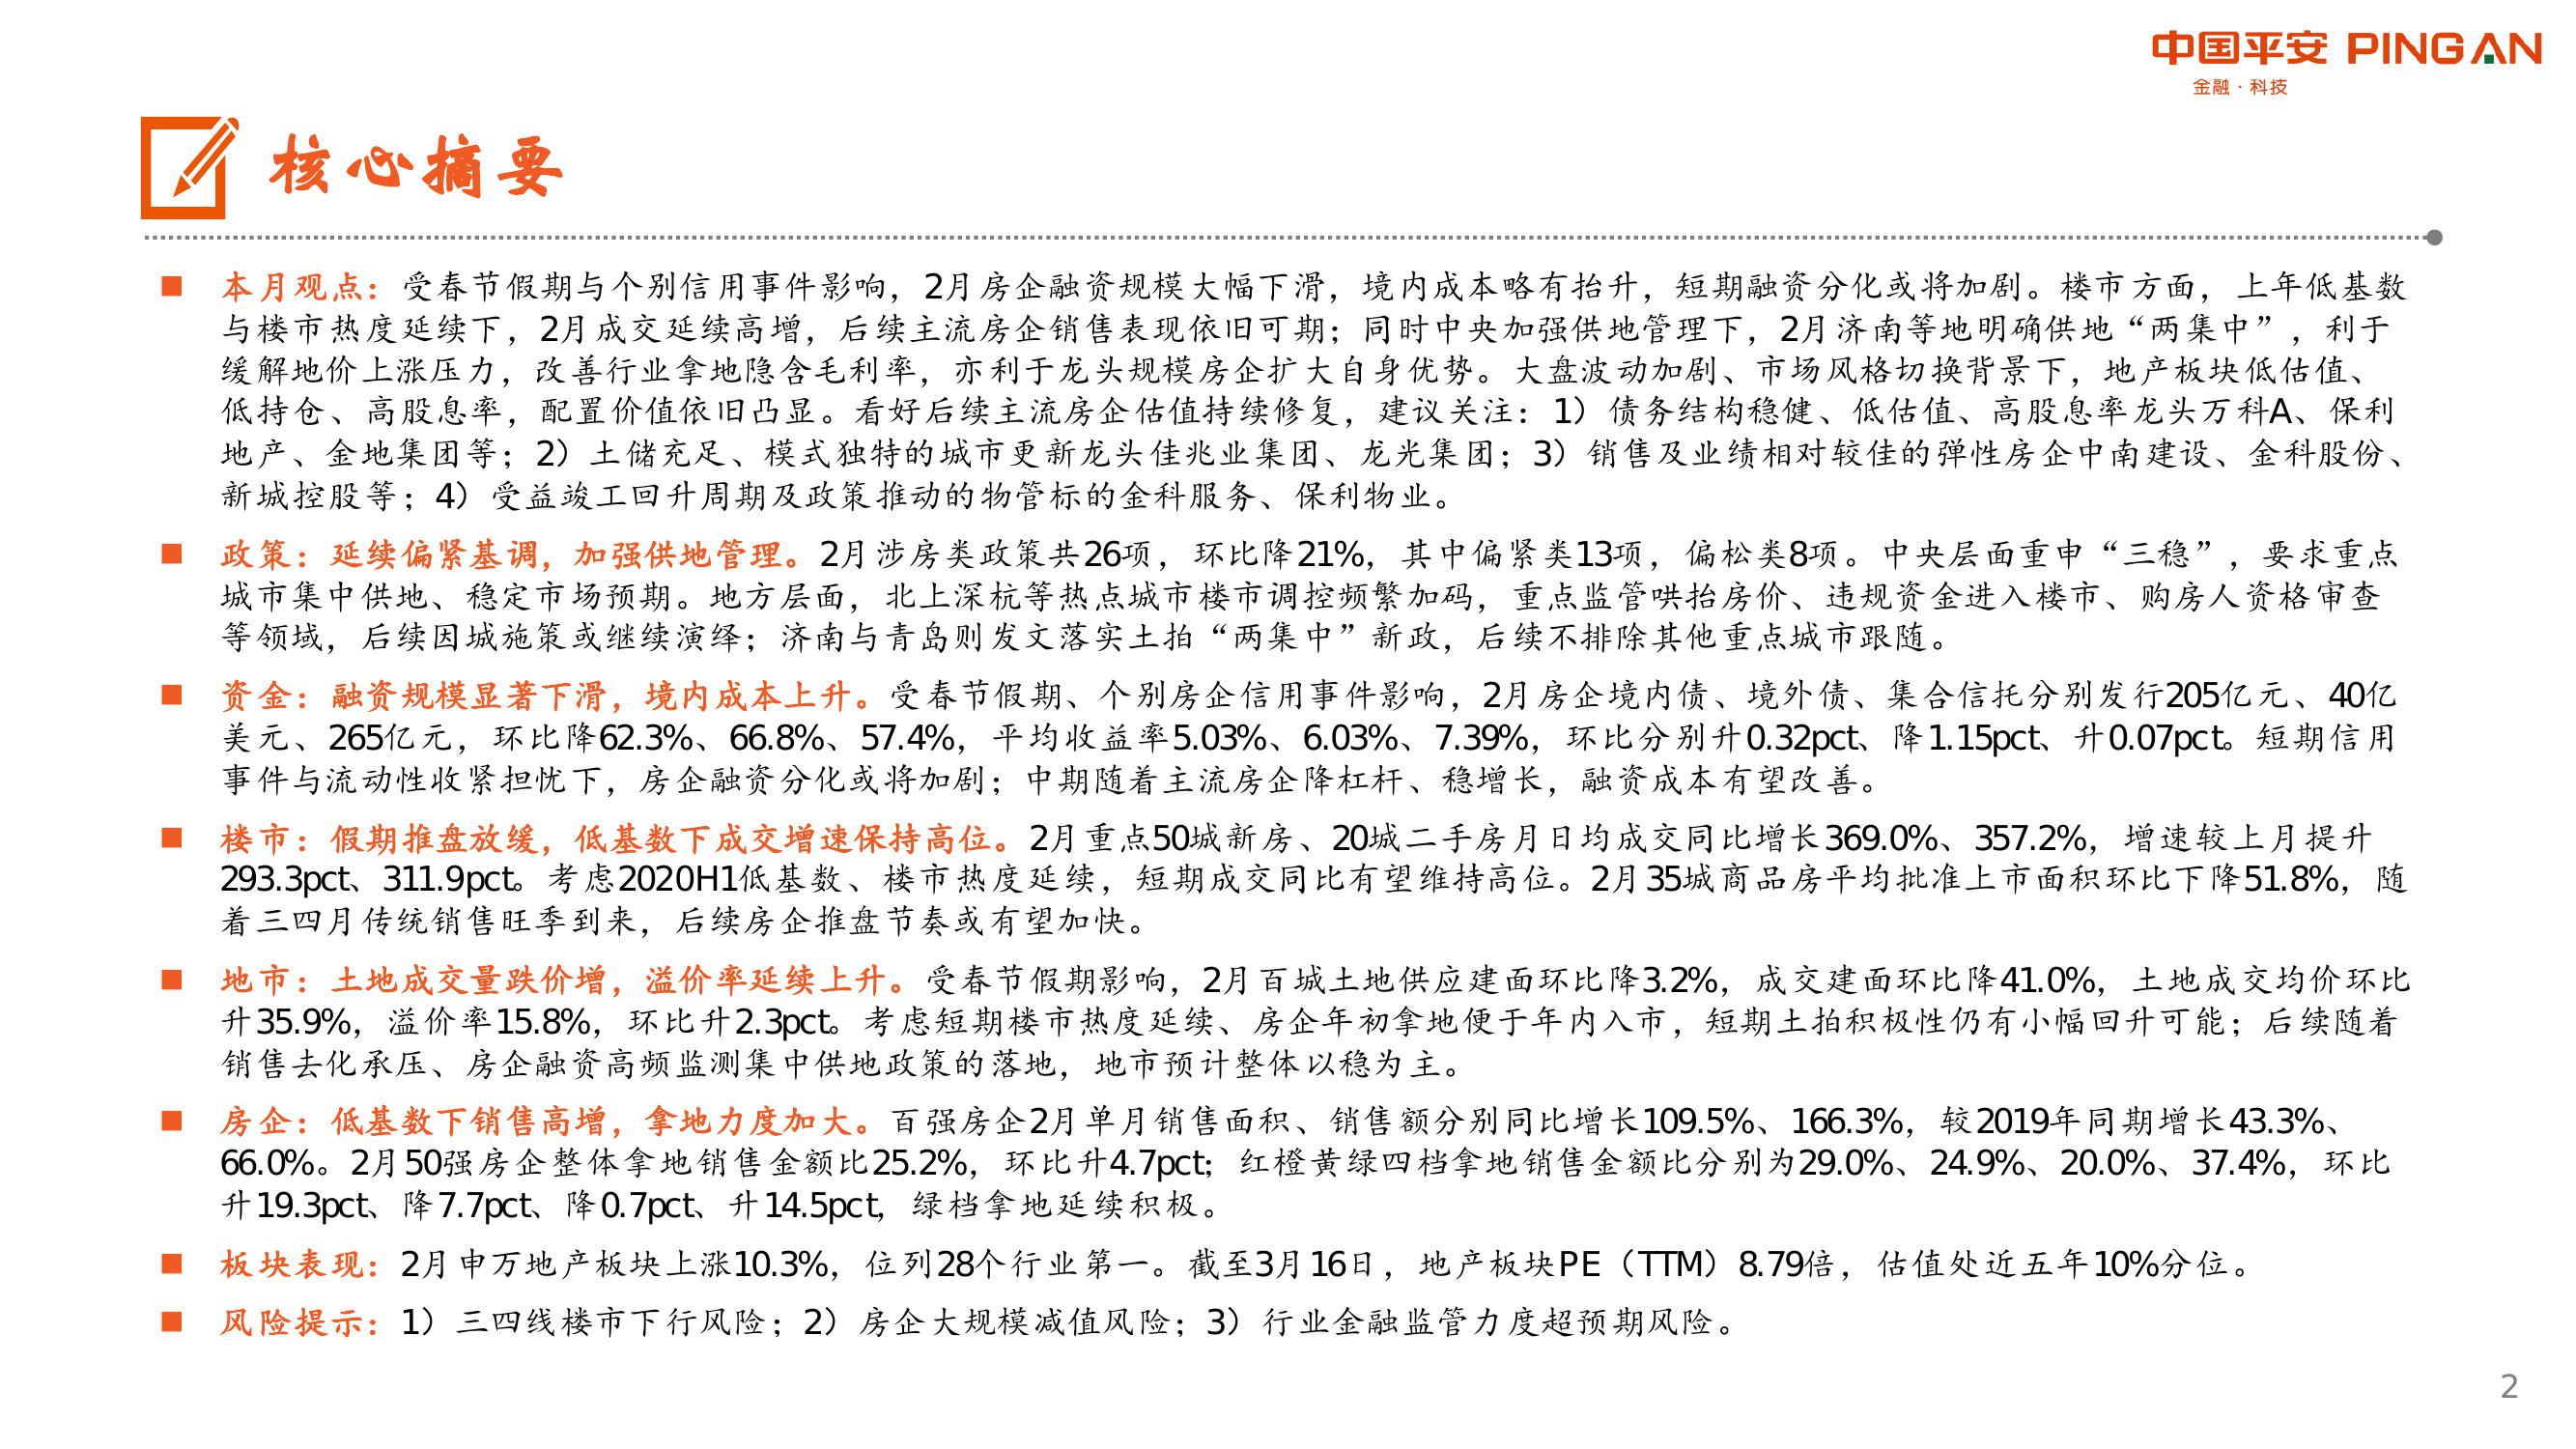 中国平安 PINGAN
金融·科技
核心摘要
■ 本月观点：受春节假期与个别信用事件影响，2月房企融资规模大幅下滑，境内成本略有抬升，短期融资分化或将加剧。楼市方面，上年低基数
与楼市热度延续下，2月成交延续高增，后续主流房企销售表现依旧可期；同时中央加强供地管理下，2月济南等地明确供地“两集中”，利于
缓解地价上涨压力，改善行业拿地隐含毛利率，亦利于龙头规模房企扩大自身优势。大盘波动加剧、市场风格切换背景下，地产板块低估值、
低持仓、高股息率，配置价值依旧凸显。看好后续主流房企估值持续修复，建议关注：1）债务结构稳健、低估值、高股息率龙头万科A、保利
地产、金地集团等；2）土储充足、模式独特的城市更新龙头佳兆业集团、龙光集团；3）销售及业绩相对较佳的弹性房企中南建设、金科股份、
新城控股等；4）受益竣工回升周期及政策推动的物管标的金科服务、保利物业。
■ 政策：延续偏紧基调，加强供地管理。2月涉房类政策共26项，环比降21%，其中偏紧类13项，偏松类8项。中央层面重申“三稳”，要求重点
城市集中供地、稳定市场预期。地方层面，北上深杭等热点城市楼市调控频繁加码，重点监管哄抬房价、违规资金进入楼市、购房人资格审查
等领域，后续因城施策或继续演绎；济南与青岛则发文落实土拍“两集中”新政，后续不排除其他重点城市跟随。
■ 资金：融资规模显著下滑，境内成本上升。受春节假期、个别房企信用事件影响，2月房企境内债、境外债、集合信托分别发行205亿元、40亿
美元、265亿元，环比降62.3%、66.8%、57.4%，平均收益率5.03%、6.03%、7.39%，环比分别升0.32pct、降1.15pct、升0.07pct。短期信用
事件与流动性收紧担忧下，房企融资分化或将加剧；中期随着主流房企降杠杆、稳增长，融资成本有望改善。
■ 楼市：假期推盘放缓，低基数下成交增速保持高位。2月重点50城新房、20城二手房月日均成交同比增长369.0%、357.2%，增速较上月提升
293.3pct、311.9pct。考虑2020H1低基数、楼市热度延续，短期成交同比有望维持高位。2月35城商品房平均批准上市面积环比下降51.8%，随
着三四月传统销售旺季到来，后续房企推盘节奏或有望加快。
■ 地市：土地成交量跌价增，溢价率延续上升。受春节假期影响，2月百城土地供应建面环比降3.2%，成交建面环比降41.0%，土地成交均价环比
升35.9%，溢价率15.8%，环比升2.3pct。考虑短期楼市热度延续、房企年初拿地便于年内入市，短期土拍积极性仍有小幅回升可能；后续随着
销售去化承压、房企融资高频监测集中供地政策的落地，地市预计整体以稳为主。
■ 房企：低基数下销售高增，拿地力度加大。百强房企2月单月销售面积、销售额分别同比增长109.5%、166.3%，较2019年同期增长43.3%、
66.0%。2月50强房企整体拿地销售金额比25.2%，环比升4.7pct；红橙黄绿四档拿地销售金额比分别为29.0%、24.9%、20.0%、37.4%，环比
升19.3pct、降7.7pct、降0.7pct、升14.5pct，绿档拿地延续积极。
■ 板块表现：2月申万地产板块上涨10.3%，位列28个行业第一。截至3月16日，地产板块PE（TTM）8.79倍，估值处近五年10%分位。
■ 风险提示：1）三四线楼市下行风险；2）房企大规模减值风险；3）行业金融监管力度超预期风险。
2